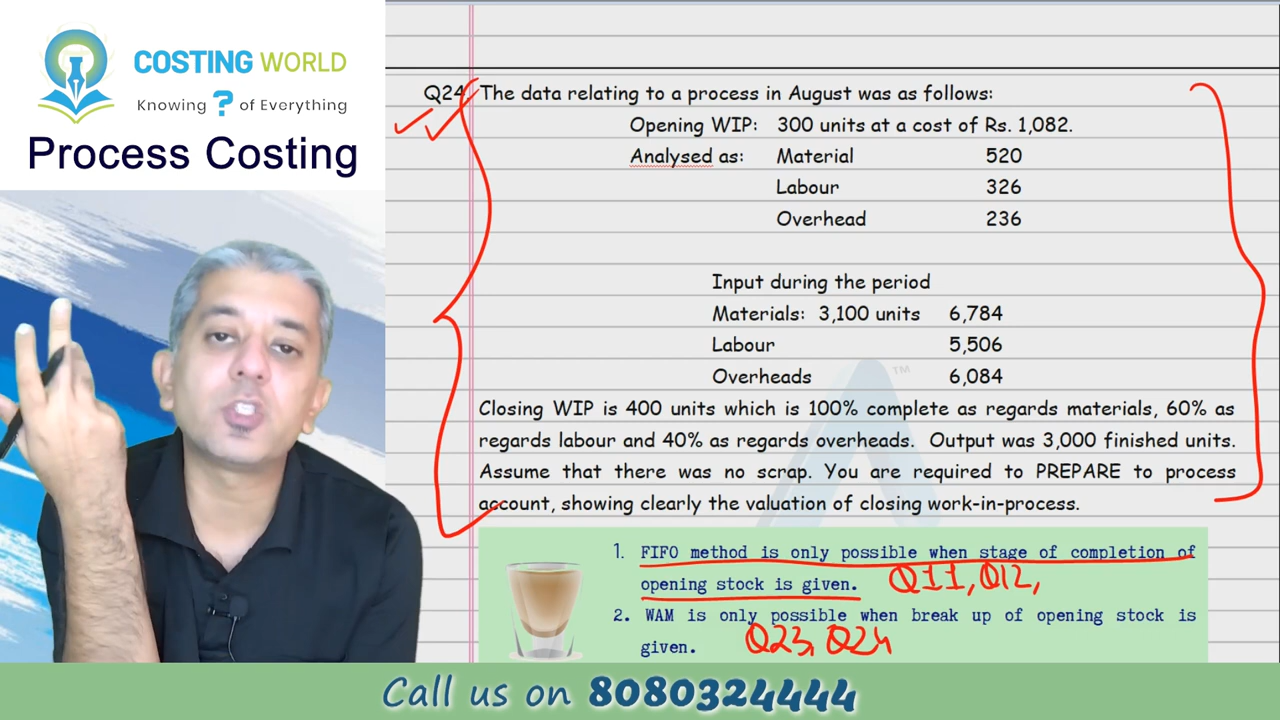 COSTING WORLD
Knowing ? of Everything
Process Costing
Q24 The data relating to a process in August was as follows:
Opening WIP: 300 units at a cost of Rs. 1,082.
Analysed as: Material 520
Labour 326
Overhead 236
Input during the period
Materials: 3,100 units 6,784
Labour 5,506
Overheads 6,084
Closing WIP is 400 units which is 100% complete as regards materials, 60% as
regards labour and 40% as regards overheads. Output was 3,000 finished units.
Assume that there was no scrap. You are required to PREPARE to process
account, showing clearly the valuation of closing work-in-process.
1. FIFO method is only possible when stage of completion of
opening stock is given. Q11, Q12,
2. WAM is only possible when break up of opening stock is
given. Q23, Q24
Call us on 8080324444
TM